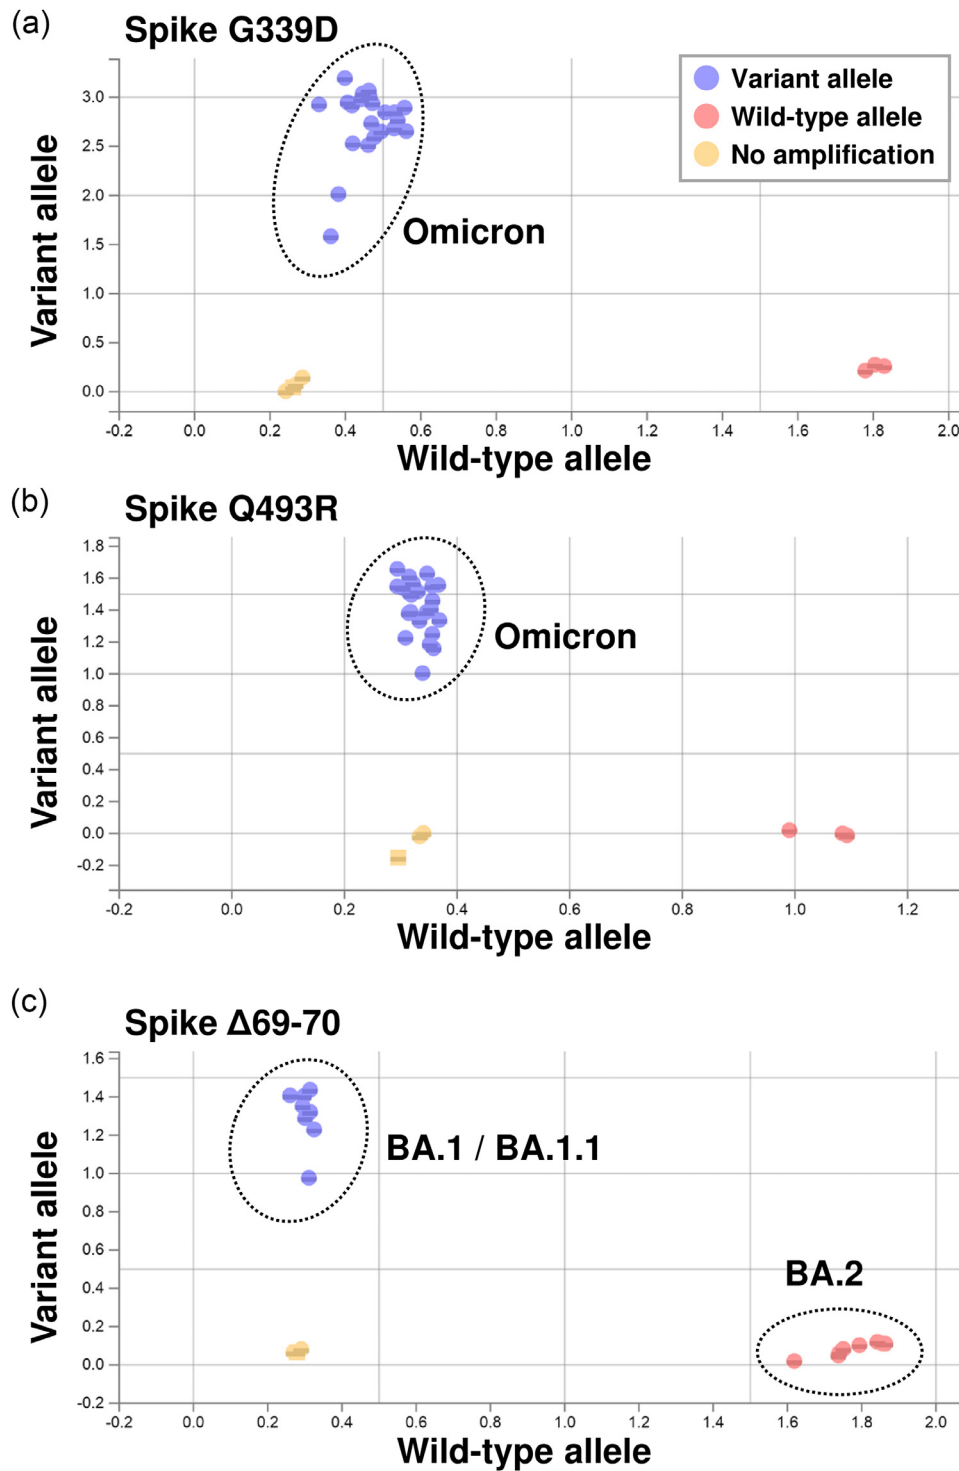 (a)
Spike G339D
Variant allele
Wild-type allele
No amplification
Omicron
Variant allele
3.0
2.5
2.0
1.5
1.0
0.5
0.0
-0.2 0.0 0.2 0.4 0.6 0.8 1.0 1.2 1.4 1.6 1.8 2.0
Wild-type allele
(b)
Spike Q493R
Omicron
Variant allele
1.8
1.6
1.4
1.2
1.0
0.8
0.6
0.4
0.2
0.0
-0.2
-0.2 0.0 0.2 0.4 0.6 0.8 1.0 1.2
Wild-type allele
(c)
Spike Δ69-70
BA.1 / BA.1.1
BA.2
Variant allele
1.6
1.4
1.2
1.0
0.8
0.6
0.4
0.2
0.0
-0.2
-0.2 0.0 0.2 0.4 0.6 0.8 1.0 1.2 1.4 1.6 1.8 2.0
Wild-type allele